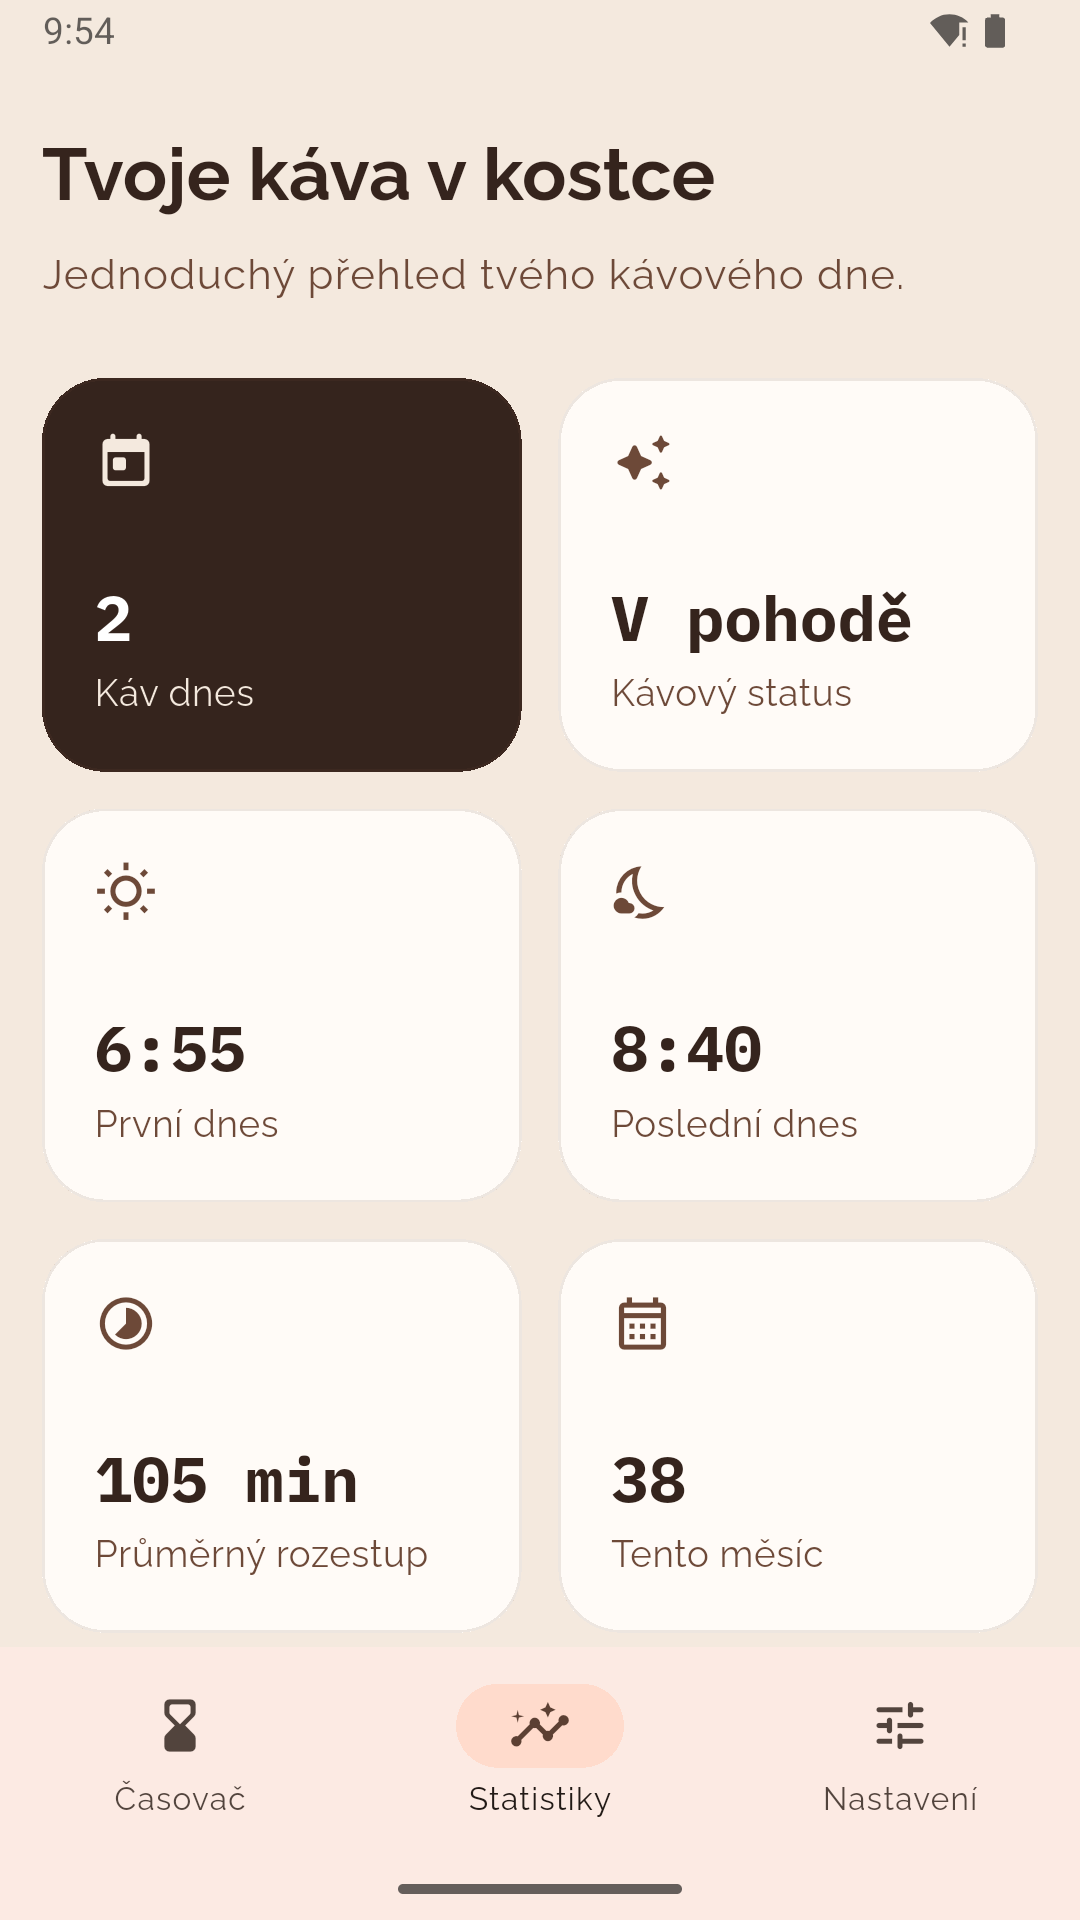 9:54
Tvoje káva v kostce
Jednoduchý přehled tvého kávového dne.
2
Káv dnes
V pohodě
Kávový status
6:55
První dnes
8:40
Poslední dnes
105 min
Průměrný rozestup
38
Tento měsíc
Časovač
Statistiky
Nastavení